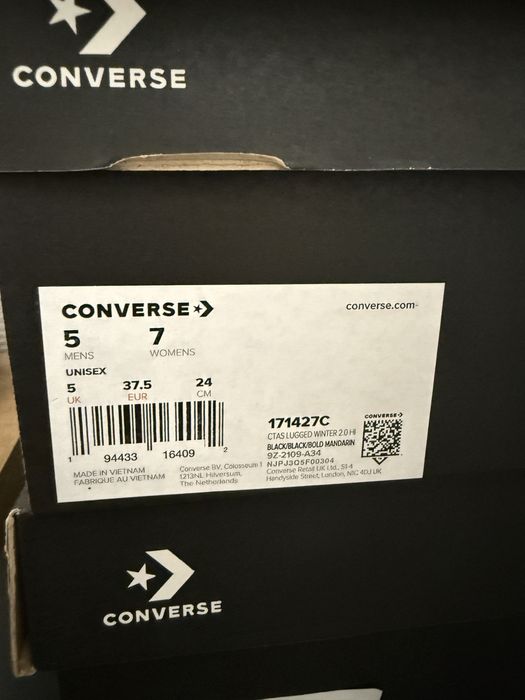 CONVERSE
CONVERSE
converse.com
5 7
MENS WOMENS
UNISEX
5 37.5 24
UK EUR CM
1 94433 16409 2
MADE IN VIETNAM
FABRIQUE AU VIETNAM
Converse BV, Colosseum 1
1213NL Hilversum,
The Netherlands
171427C
CTAS LUGGED WINTER 2.0 HI
BLACK/BLACK/BOLD MANDARIN
9Z-2109-A34
NJPJ3Q5F00304
Converse Retail UK Ltd., S1-4
Handyside Street, London, N1C 4DJ UK
CONVERSE
CONVERSE